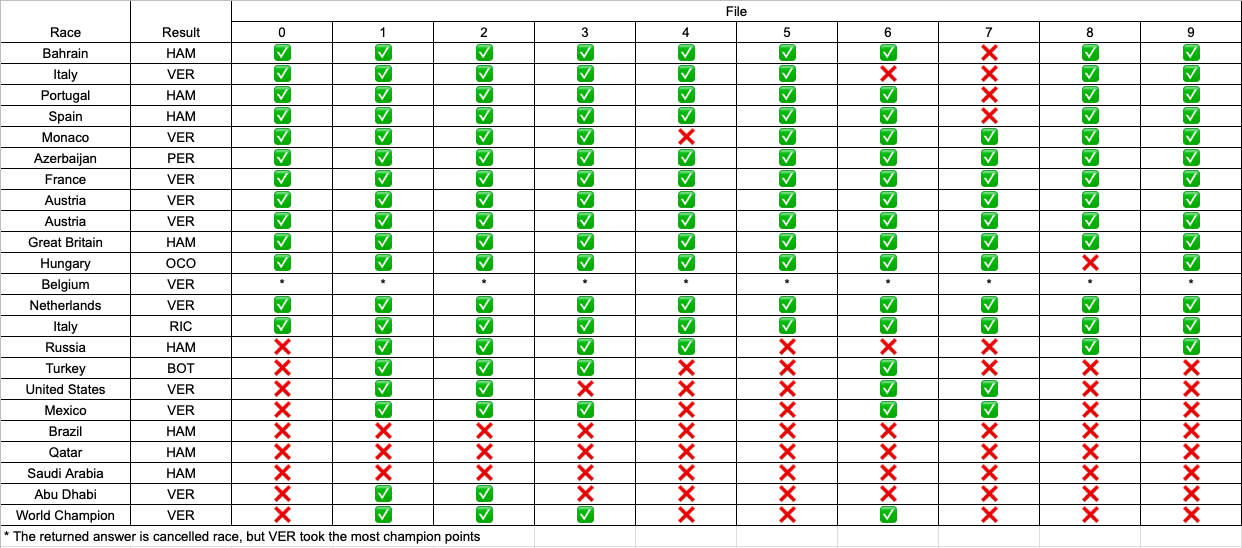 File
Race Result 0 1 2 3 4 5 6 7 8 9
Bahrain HAM ✅ ✅ ✅ ✅ ✅ ✅ ✅ ❌ ✅ ✅
Italy VER ✅ ✅ ✅ ✅ ✅ ✅ ❌ ❌ ✅ ✅
Portugal HAM ✅ ✅ ✅ ✅ ✅ ✅ ✅ ❌ ✅ ✅
Spain HAM ✅ ✅ ✅ ✅ ✅ ✅ ✅ ❌ ✅ ✅
Monaco VER ✅ ✅ ✅ ✅ ❌ ✅ ✅ ✅ ✅ ✅
Azerbaijan PER ✅ ✅ ✅ ✅ ✅ ✅ ✅ ✅ ✅ ✅
France VER ✅ ✅ ✅ ✅ ✅ ✅ ✅ ✅ ✅ ✅
Austria VER ✅ ✅ ✅ ✅ ✅ ✅ ✅ ✅ ✅ ✅
Austria VER ✅ ✅ ✅ ✅ ✅ ✅ ✅ ✅ ✅ ✅
Great Britain HAM ✅ ✅ ✅ ✅ ✅ ✅ ✅ ✅ ✅ ✅
Hungary OCO ✅ ✅ ✅ ✅ ✅ ✅ ✅ ✅ ❌ ✅
Belgium VER * * * * * * * * * *
Netherlands VER ✅ ✅ ✅ ✅ ✅ ✅ ✅ ✅ ✅ ✅
Italy RIC ✅ ✅ ✅ ✅ ✅ ✅ ✅ ✅ ✅ ✅
Russia HAM ❌ ✅ ✅ ✅ ✅ ❌ ❌ ❌ ✅ ✅
Turkey BOT ❌ ✅ ✅ ✅ ❌ ❌ ✅ ❌ ❌ ❌
United States VER ❌ ✅ ✅ ❌ ❌ ❌ ✅ ✅ ❌ ❌
Mexico VER ❌ ✅ ✅ ✅ ❌ ❌ ✅ ✅ ❌ ❌
Brazil HAM ❌ ❌ ❌ ❌ ❌ ❌ ❌ ❌ ❌ ❌
Qatar HAM ❌ ❌ ❌ ❌ ❌ ❌ ❌ ❌ ❌ ❌
Saudi Arabia HAM ❌ ❌ ❌ ❌ ❌ ❌ ❌ ❌ ❌ ❌
Abu Dhabi VER ❌ ✅ ✅ ❌ ❌ ❌ ❌ ❌ ❌ ❌
World Champion VER ❌ ✅ ✅ ✅ ❌ ❌ ✅ ❌ ❌ ❌
* The returned answer is cancelled race, but VER took the most champion points